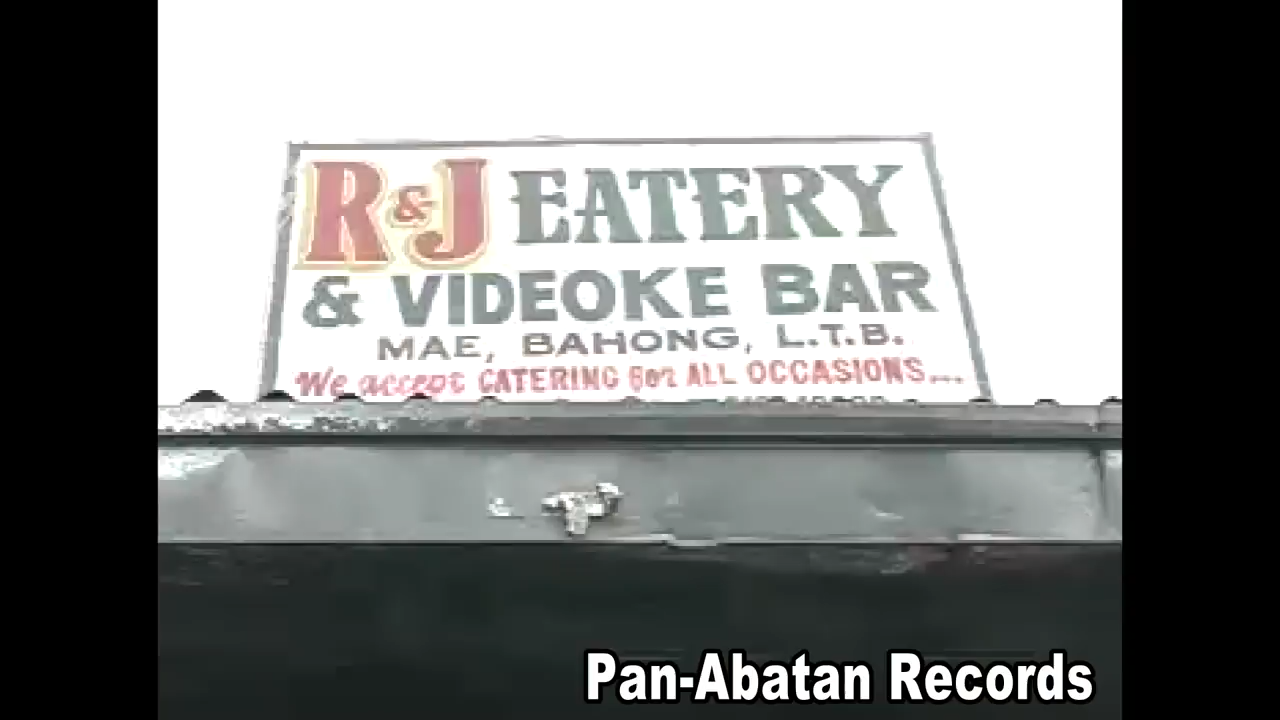 R&J EATERY
& VIDEOKE BAR
MAE, BAHONG, L.T.B.
We accept CATERING for ALL OCCASIONS...
Pan-Abatan Records